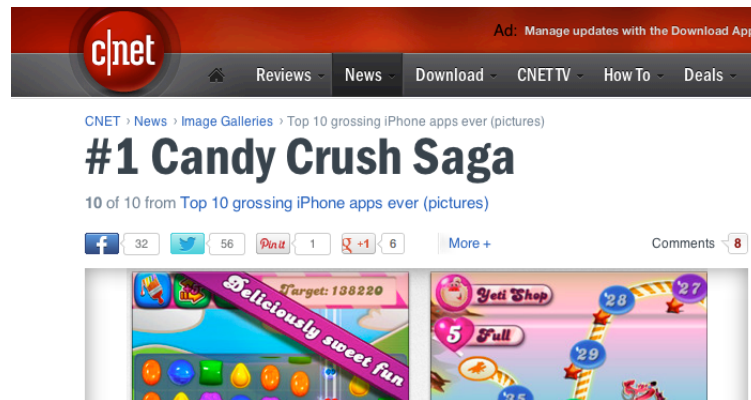 clnet
Ad: Manage updates with the Download App
Reviews News Download CNET TV How To Deals
CNET › News › Image Galleries › Top 10 grossing iPhone apps ever (pictures)
#1 Candy Crush Saga
10 of 10 from Top 10 grossing iPhone apps ever (pictures)
32 56 Pin it 1 +1 6 More + Comments 8
Deliciously sweet fun
Target: 138220
Yeti Shop
5 Full
28
27
29
35